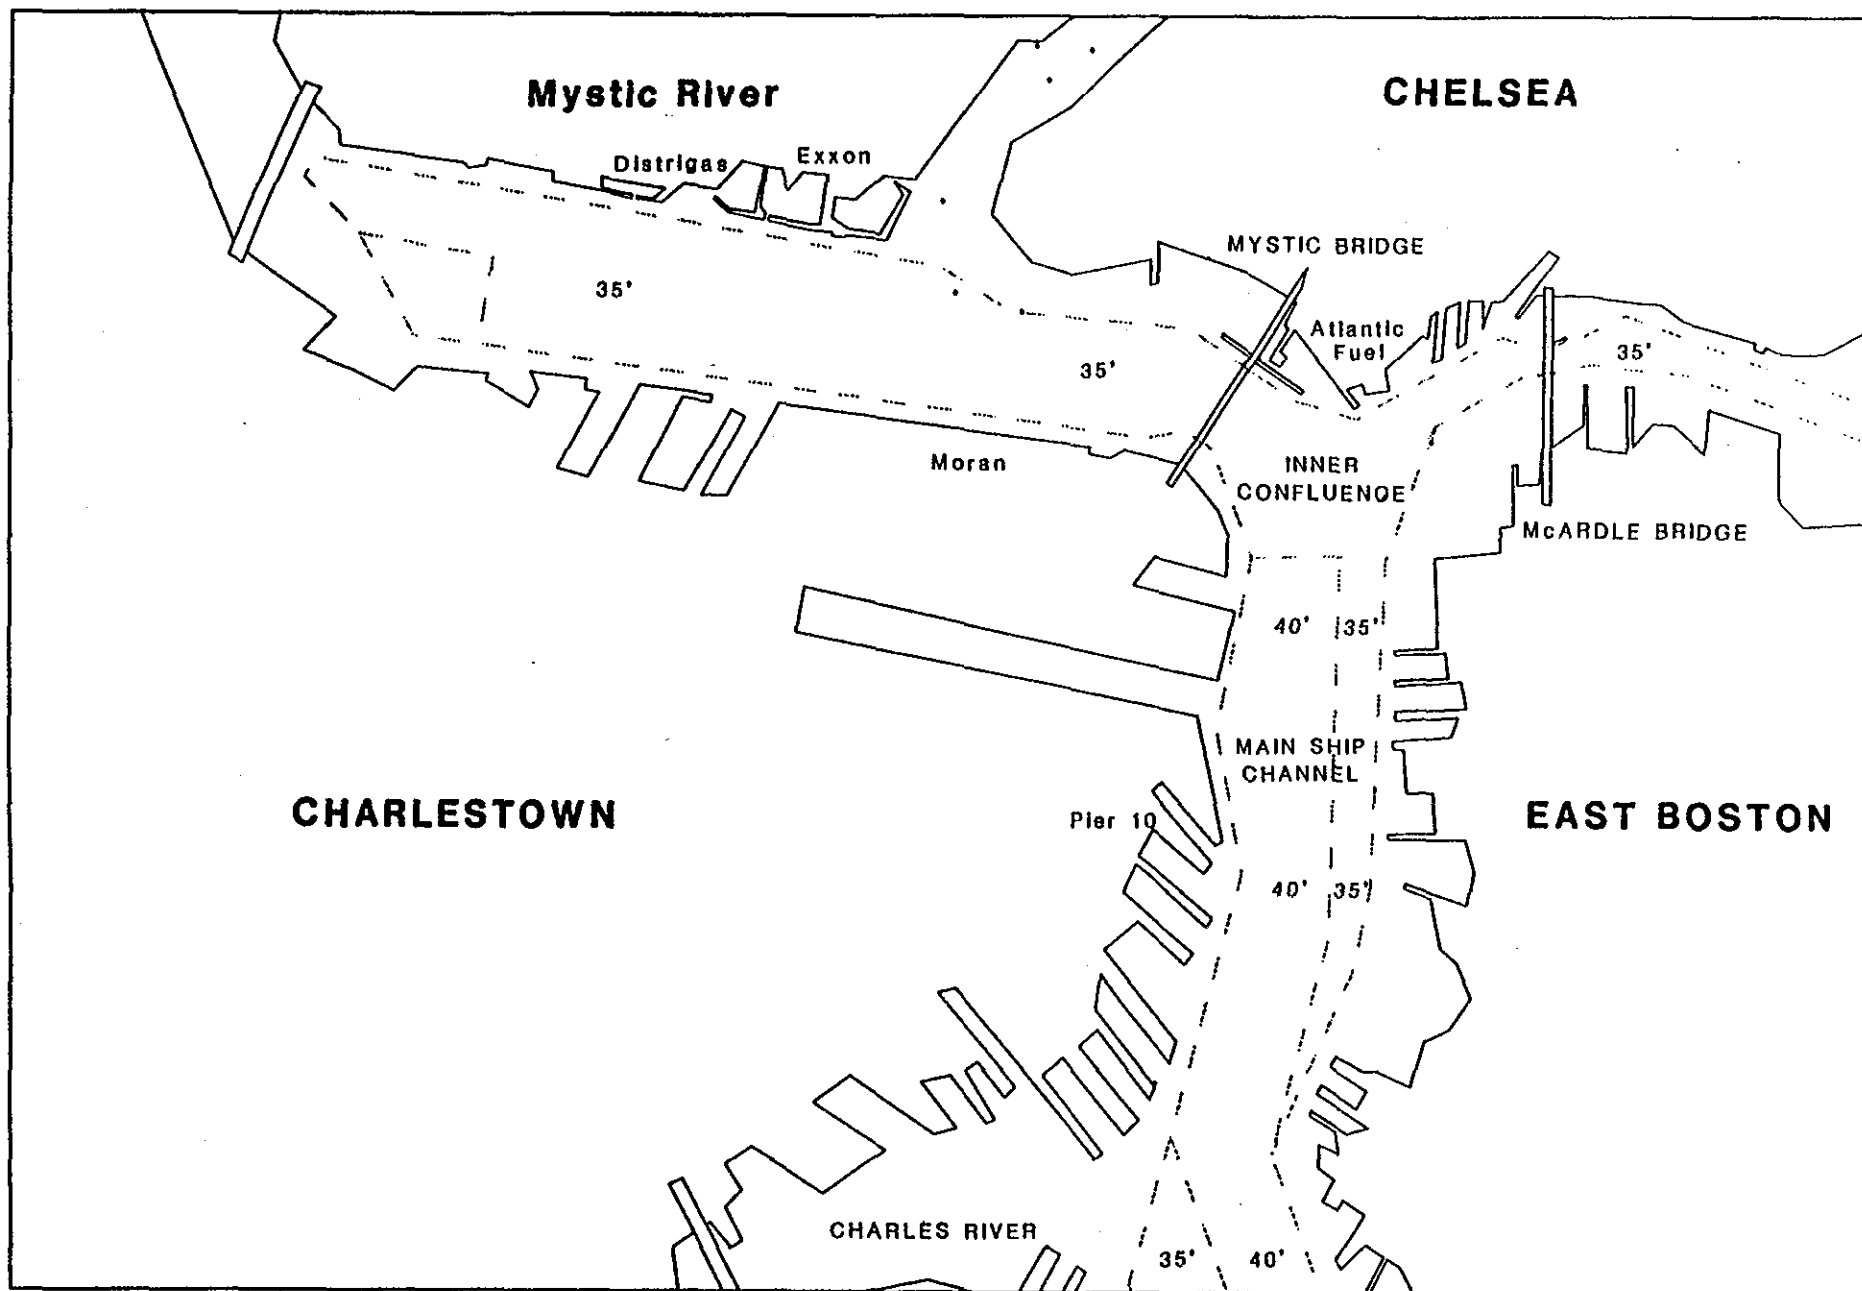 Mystic River
CHELSEA
Distrigas
Exxon
MYSTIC BRIDGE
35'
Atlantic
Fuel
35'
35'
Moran
INNER
CONFLUENCE
McARDLE BRIDGE
40'
35'
MAIN SHIP
CHANNEL
CHARLESTOWN
Pier 10
EAST BOSTON
40'
35'
CHARLES RIVER
35'
40'